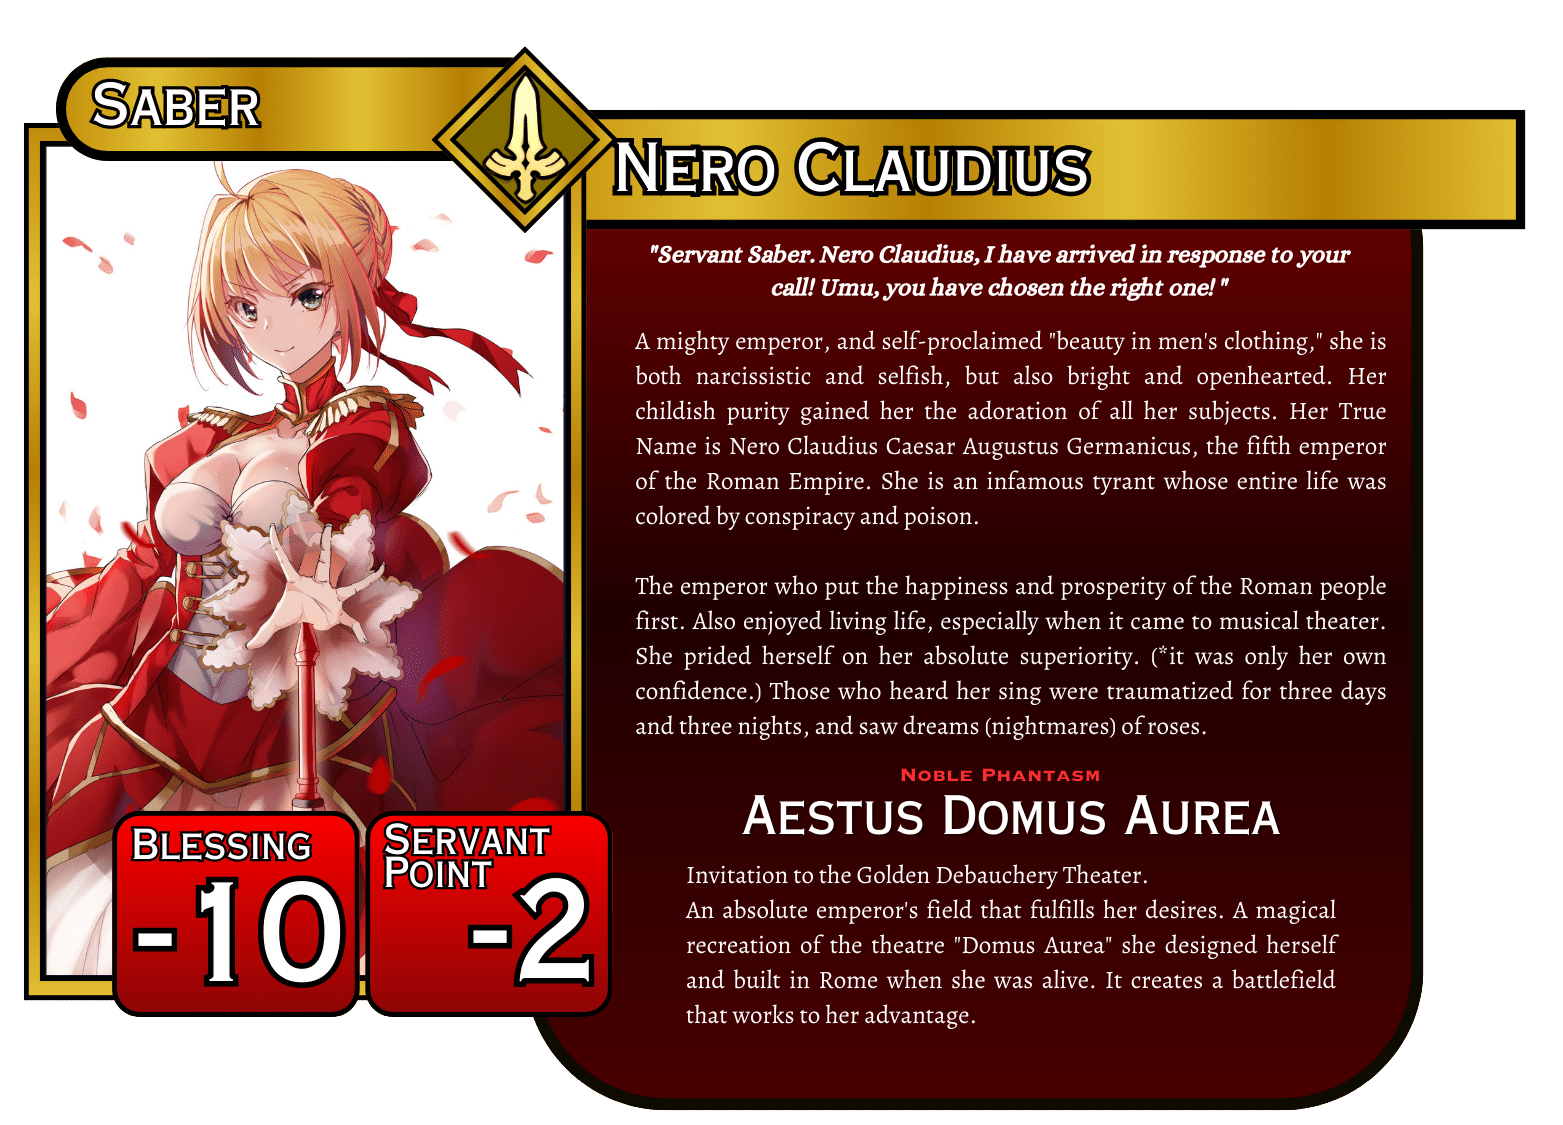 SABER
NERO CLAUDIUS
"Servant Saber. Nero Claudius, I have arrived in response to your
call! Umu, you have chosen the right one! "
A mighty emperor, and self-proclaimed "beauty in men's clothing," she is
both narcissistic and selfish, but also bright and openhearted. Her
childish purity gained her the adoration of all her subjects. Her True
Name is Nero Claudius Caesar Augustus Germanicus, the fifth emperor
of the Roman Empire. She is an infamous tyrant whose entire life was
colored by conspiracy and poison.
The emperor who put the happiness and prosperity of the Roman people
first. Also enjoyed living life, especially when it came to musical theater.
She prided herself on her absolute superiority. (*it was only her own
confidence.) Those who heard her sing were traumatized for three days
and three nights, and saw dreams (nightmares) of roses.
NOBLE PHANTASM
AESTUS DOMUS AUREA
Invitation to the Golden Debauchery Theater.
An absolute emperor's field that fulfills her desires. A magical
recreation of the theatre "Domus Aurea" she designed herself
and built in Rome when she was alive. It creates a battlefield
that works to her advantage.
BLESSING
-10
SERVANT
POINT
-2